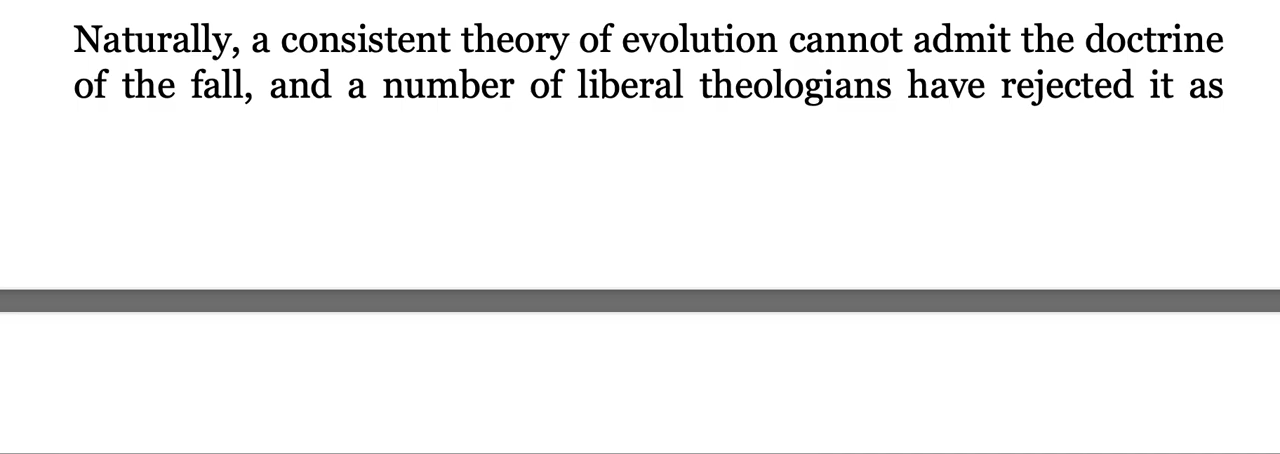 Naturally, a consistent theory of evolution cannot admit the doctrine
of the fall, and a number of liberal theologians have rejected it as